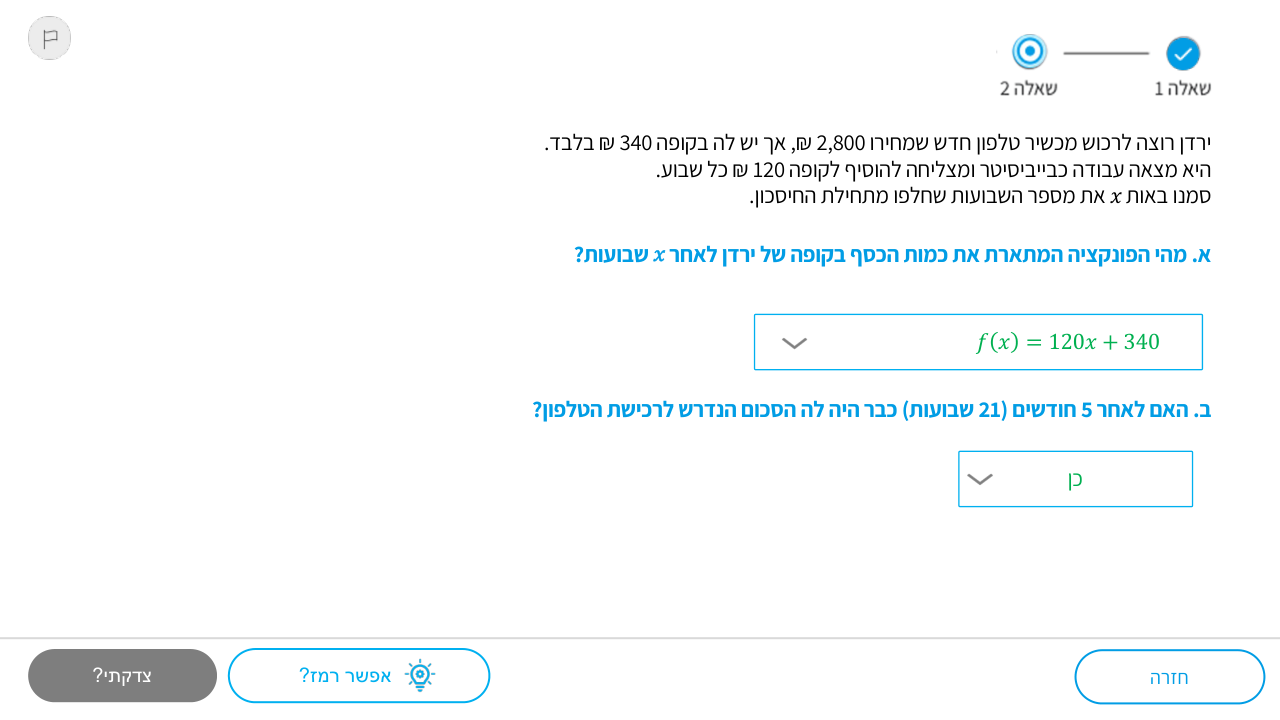 שאלה 1
שאלה 2
ירדן רוצה לרכוש מכשיר טלפון חדש שמחירו 2,800 ₪, אך יש לה בקופה 340 ₪ בלבד.
היא מצאה עבודה כבייביסיטר ומצליחה להוסיף לקופה 120 ₪ כל שבוע.
סמנו באות x את מספר השבועות שחלפו מתחילת החיסכון.
א. מהי הפונקציה המתארת את כמות הכסף בקופה של ירדן לאחר x שבועות?
f(x) = 120x + 340
ב. האם לאחר 5 חודשים (21 שבועות) כבר היה לה הסכום הנדרש לרכישת הטלפון?
כן
חזרה
אפשר רמז?
צדקתי?